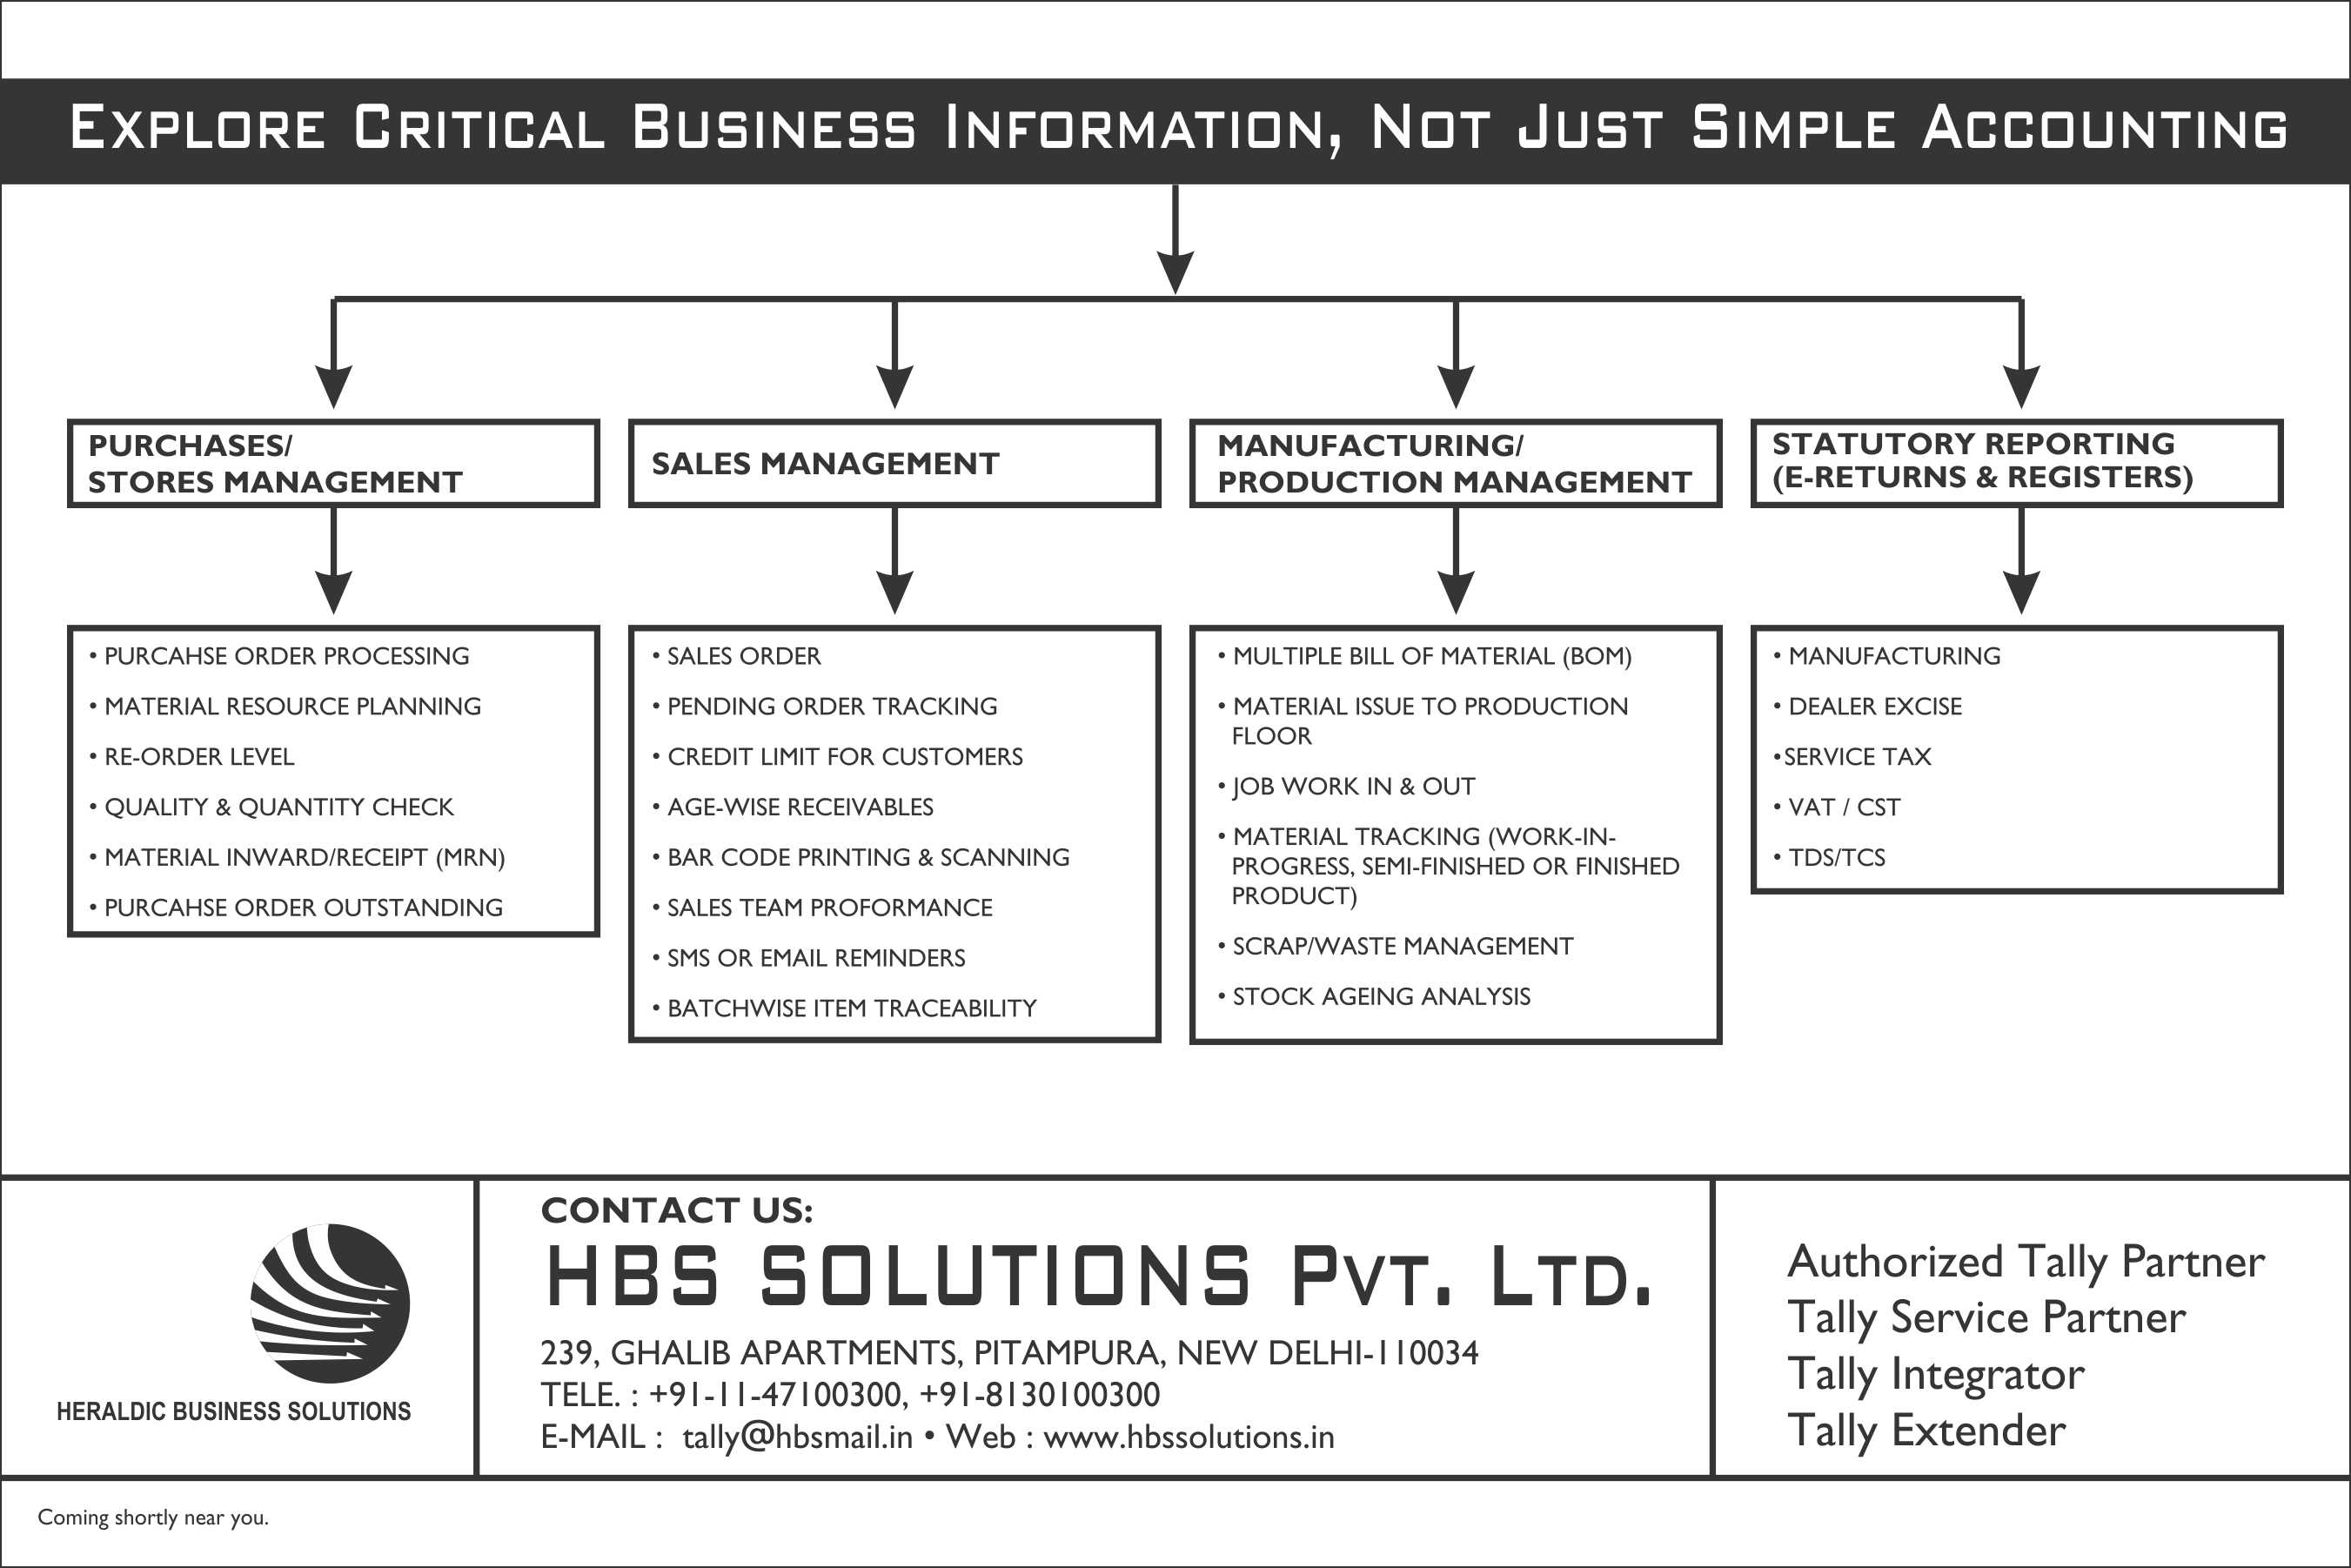 Explore Critical Business Information, Not Just Simple Accounting
PURCHASES/
STORES MANAGEMENT
• PURCAHSE ORDER PROCESSING
• MATERIAL RESOURCE PLANNING
• RE-ORDER LEVEL
• QUALITY & QUANTITY CHECK
• MATERIAL INWARD/RECEIPT (MRN)
• PURCAHSE ORDER OUTSTANDING
SALES MANAGEMENT
• SALES ORDER
• PENDING ORDER TRACKING
• CREDIT LIMIT FOR CUSTOMERS
• AGE-WISE RECEIVABLES
• BAR CODE PRINTING & SCANNING
• SALES TEAM PROFORMANCE
• SMS OR EMAIL REMINDERS
• BATCHWISE ITEM TRACEABILITY
MANUFACTURING/
PRODUCTION MANAGEMENT
• MULTIPLE BILL OF MATERIAL (BOM)
• MATERIAL ISSUE TO PRODUCTION
FLOOR
• JOB WORK IN & OUT
• MATERIAL TRACKING (WORK-IN-
PROGRESS, SEMI-FINISHED OR FINISHED
PRODUCT)
• SCRAP/WASTE MANAGEMENT
• STOCK AGEING ANALYSIS
STATUTORY REPORTING
(E-RETURNS & REGISTERS)
• MANUFACTURING
• DEALER EXCISE
•SERVICE TAX
• VAT / CST
• TDS/TCS
HERALDIC BUSINESS SOLUTIONS
CONTACT US:
HBS SOLUTIONS Pvt. Ltd.
239, GHALIB APARTMENTS, PITAMPURA, NEW DELHI-110034
TELE. : +91-11-47100300, +91-8130100300
E-MAIL : tally@hbsmail.in • Web : www.hbssolutions.in
Authorized Tally Partner
Tally Service Partner
Tally Integrator
Tally Extender
Coming shortly near you.